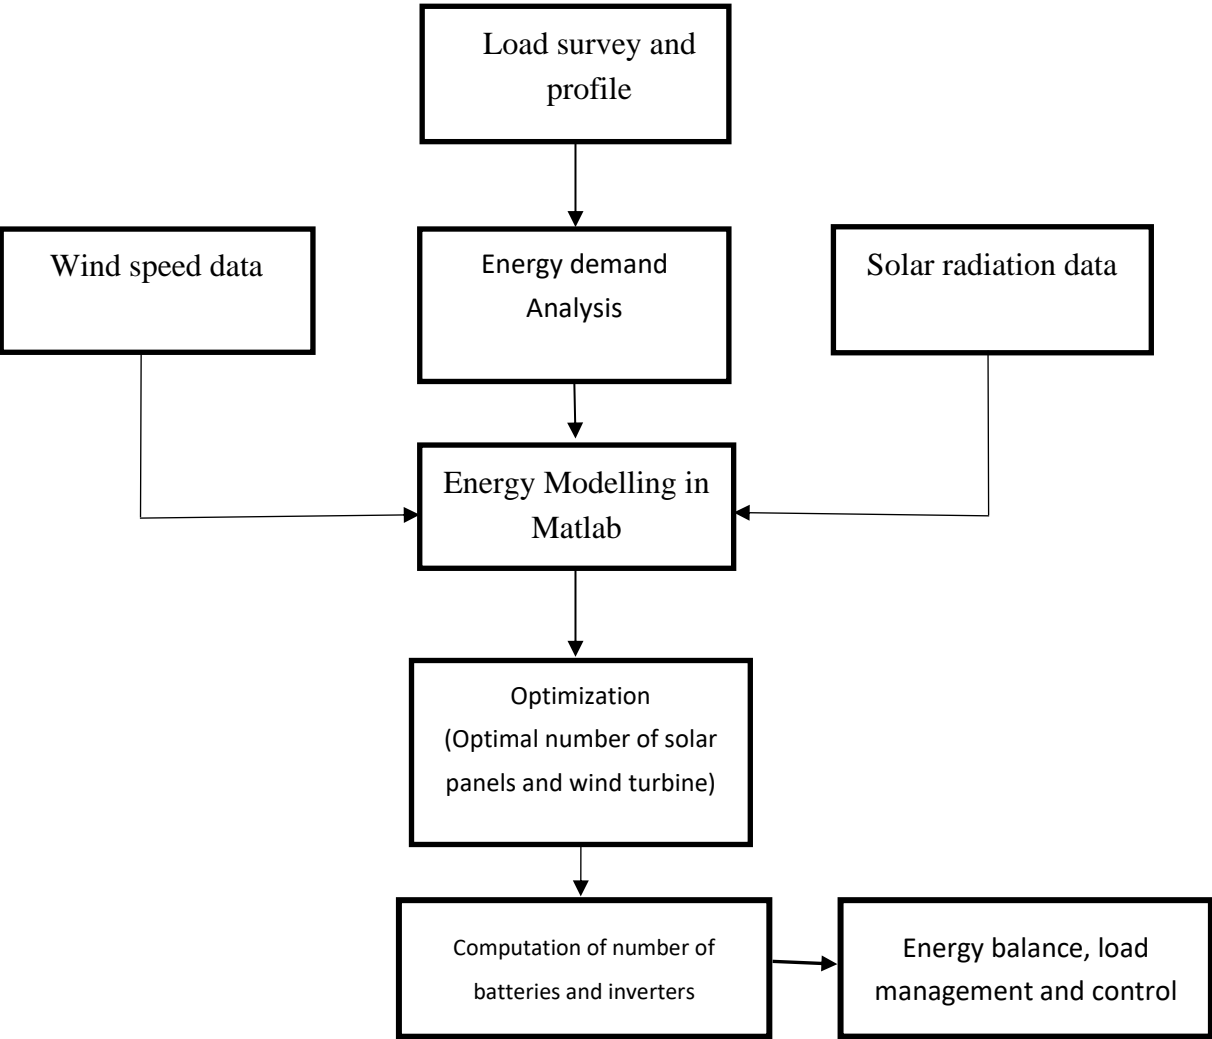 Load survey and
profile
Wind speed data
Energy demand
Analysis
Solar radiation data
Energy Modelling in
Matlab
Optimization
(Optimal number of solar
panels and wind turbine)
Computation of number of
batteries and inverters
Energy balance, load
management and control